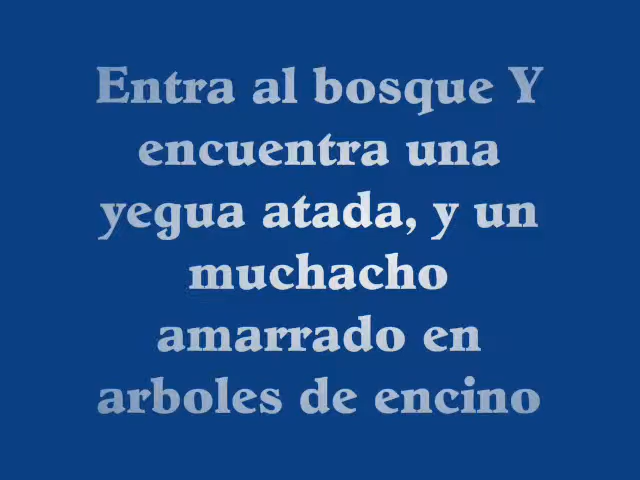 Entra al bosque Y
encuentra una
yegua atada, y un
muchacho
amarrado en
arboles de encino